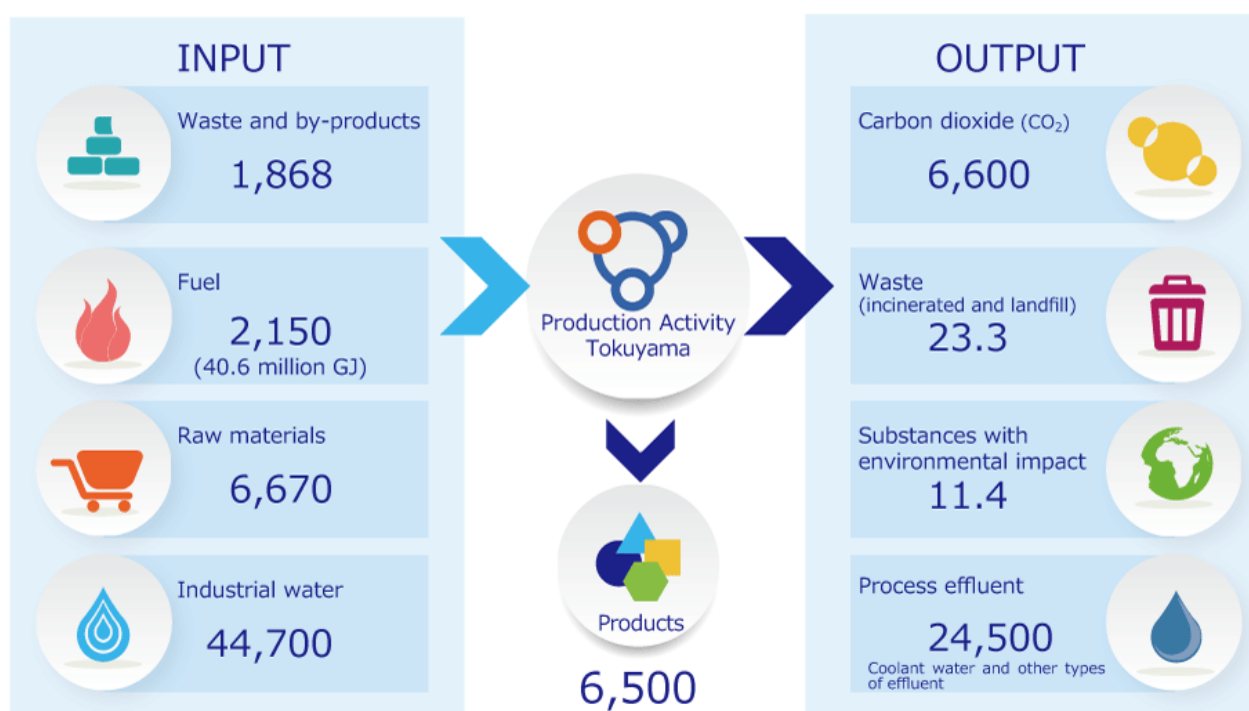 INPUT
Waste and by-products
1,868
Fuel
2,150
(40.6 million GJ)
Raw materials
6,670
Industrial water
44,700
Production Activity
Tokuyama
Products
6,500
OUTPUT
Carbon dioxide (CO₂)
6,600
Waste
(incinerated and landfill)
23.3
Substances with
environmental impact
11.4
Process effluent
24,500
Coolant water and other types
of effluent